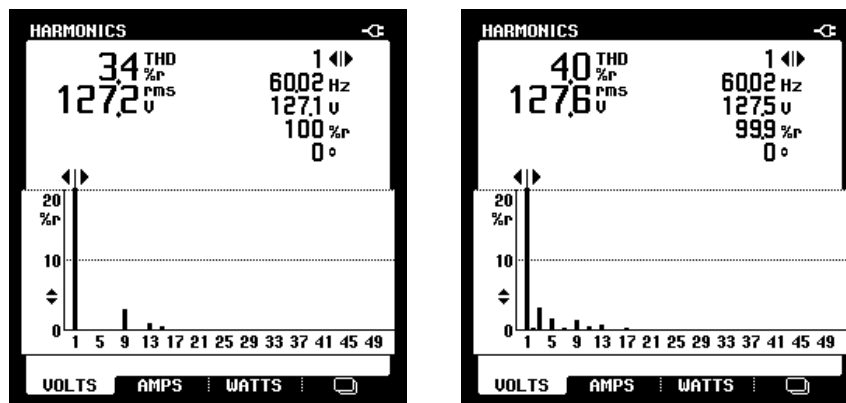 HARMONICS
3.4 THD %r
127.2 rms V
1
60.02 Hz
127.1 V
100 %r
0 °
20
%r
10
0
1 5 9 13 17 21 25 29 33 37 41 45 49
VOLTS AMPS WATTS
HARMONICS
4.0 THD %r
127.6 rms V
1
60.02 Hz
127.5 V
99.9 %r
0 °
20
%r
10
0
1 5 9 13 17 21 25 29 33 37 41 45 49
VOLTS AMPS WATTS